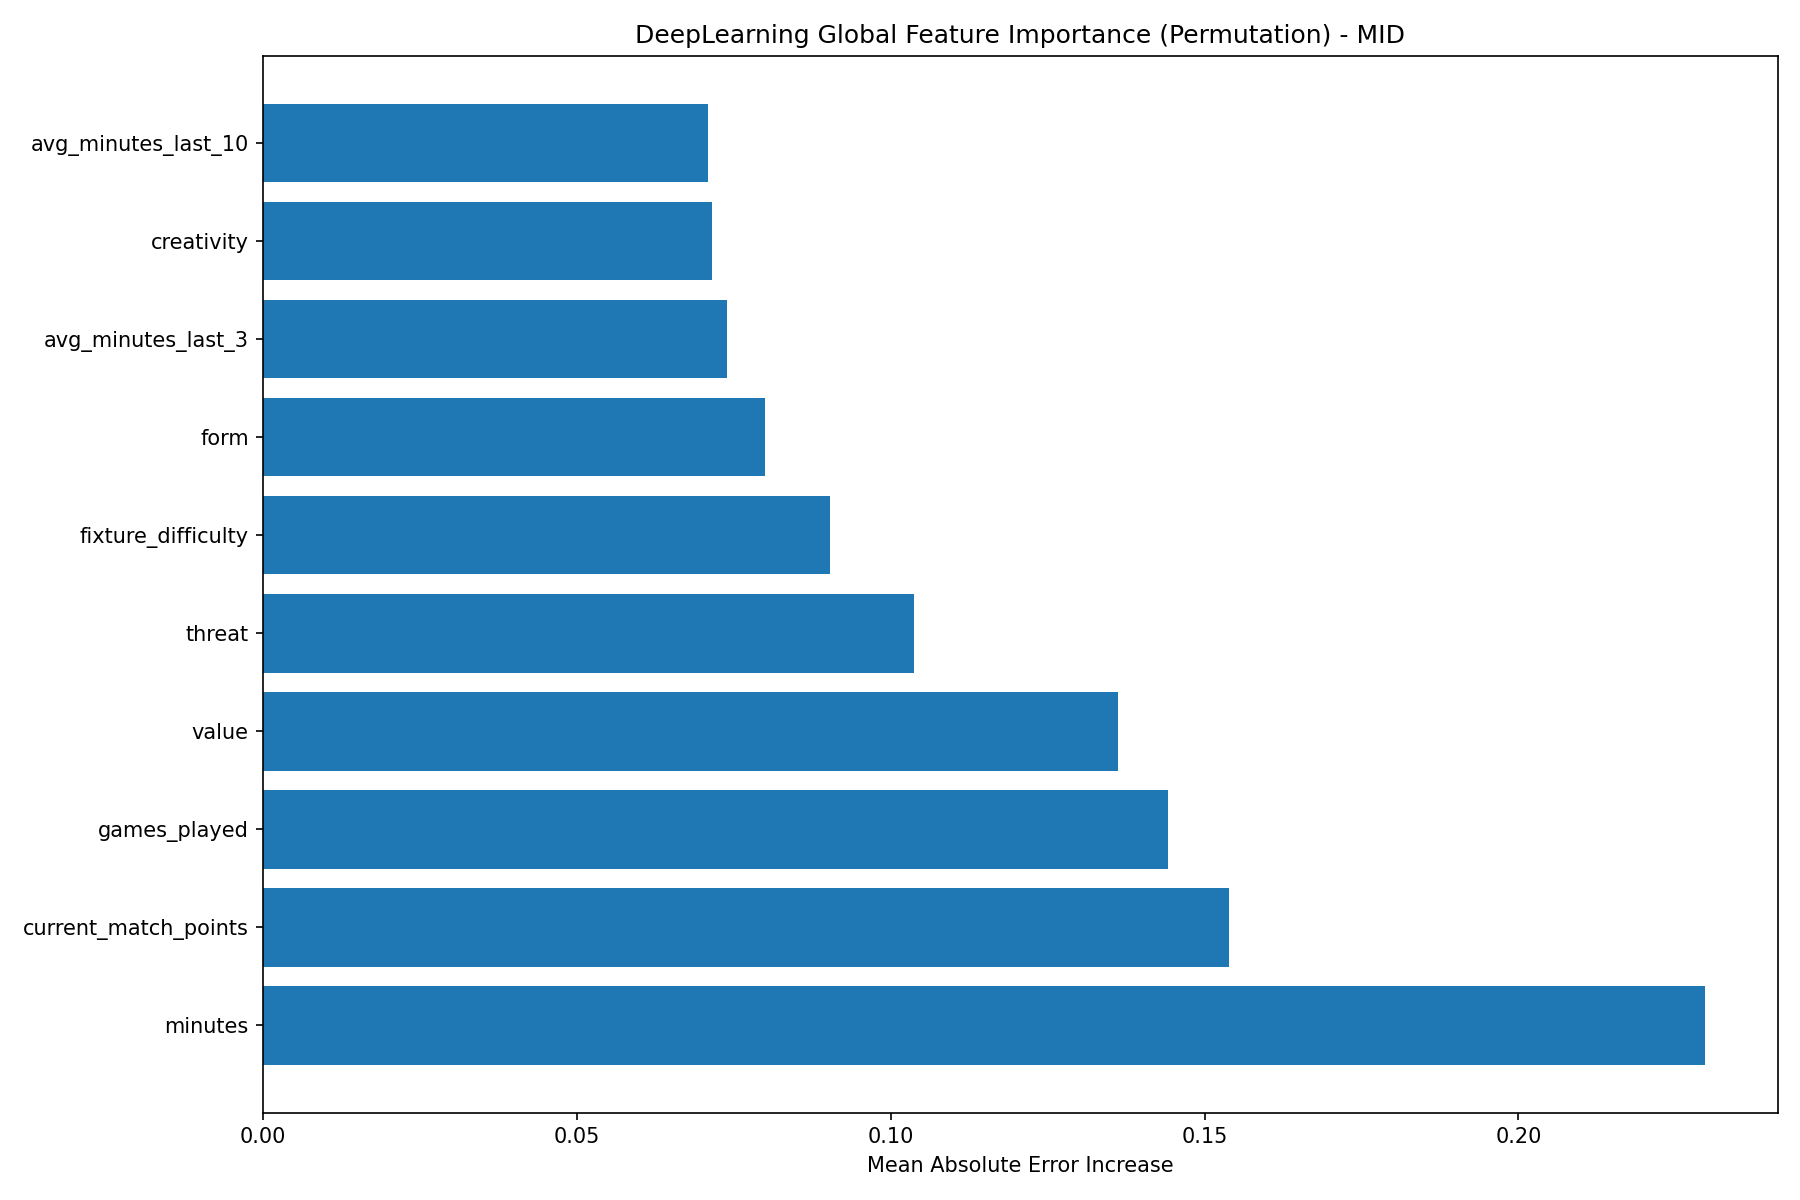 DeepLearning Global Feature Importance (Permutation) - MID
avg_minutes_last_10
creativity
avg_minutes_last_3
form
fixture_difficulty
threat
value
games_played
current_match_points
minutes
0.00 0.05 0.10 0.15 0.20
Mean Absolute Error Increase